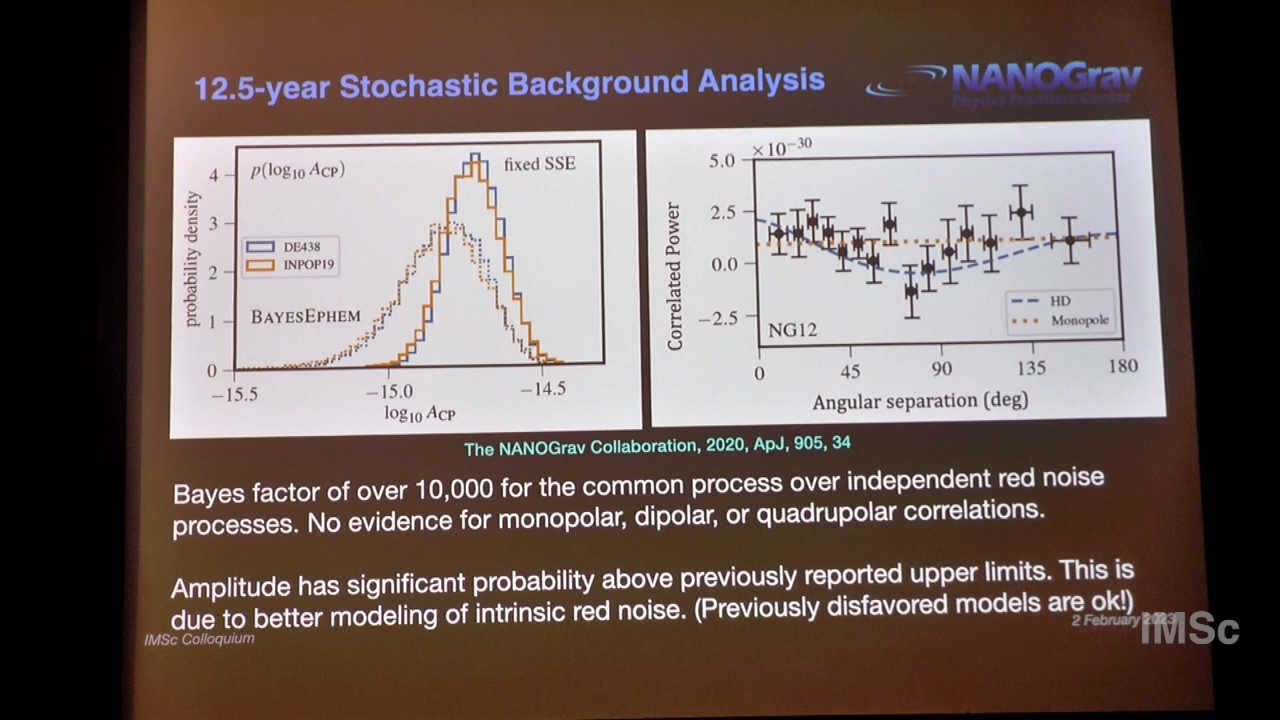 12.5-year Stochastic Background Analysis
NANOGrav
Physics Frontiers Center
p(log10 ACP)
fixed SSE
DE438
INPOP19
BAYESEPHEM
probability density
4
3
2
1
0
−15.5
−15.0
−14.5
log10 ACP
×10−30
5.0
2.5
0.0
−2.5
Correlated Power
HD
Monopole
NG12
0
45
90
135
180
Angular separation (deg)
The NANOGrav Collaboration, 2020, ApJ, 905, 34
Bayes factor of over 10,000 for the common process over independent red noise
processes. No evidence for monopolar, dipolar, or quadrupolar correlations.
Amplitude has significant probability above previously reported upper limits. This is
due to better modeling of intrinsic red noise. (Previously disfavored models are ok!)
IMSc Colloquium
2 February 2023
IMSc